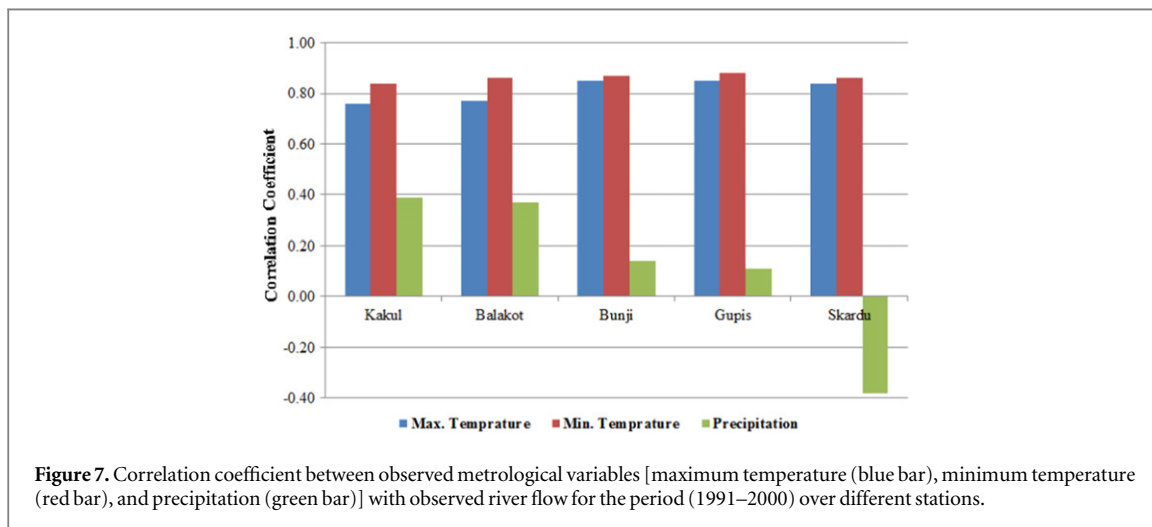 1.00
0.80
0.60
0.40
0.20
0.00
-0.20
-0.40
Correlation Coefficient
Kakul Balakot Bunji Gupis Skardu
Max. Temprature Min. Temprature Precipitation
Figure 7. Correlation coefficient between observed metrological variables [maximum temperature (blue bar), minimum temperature
(red bar), and precipitation (green bar)] with observed river flow for the period (1991–2000) over different stations.